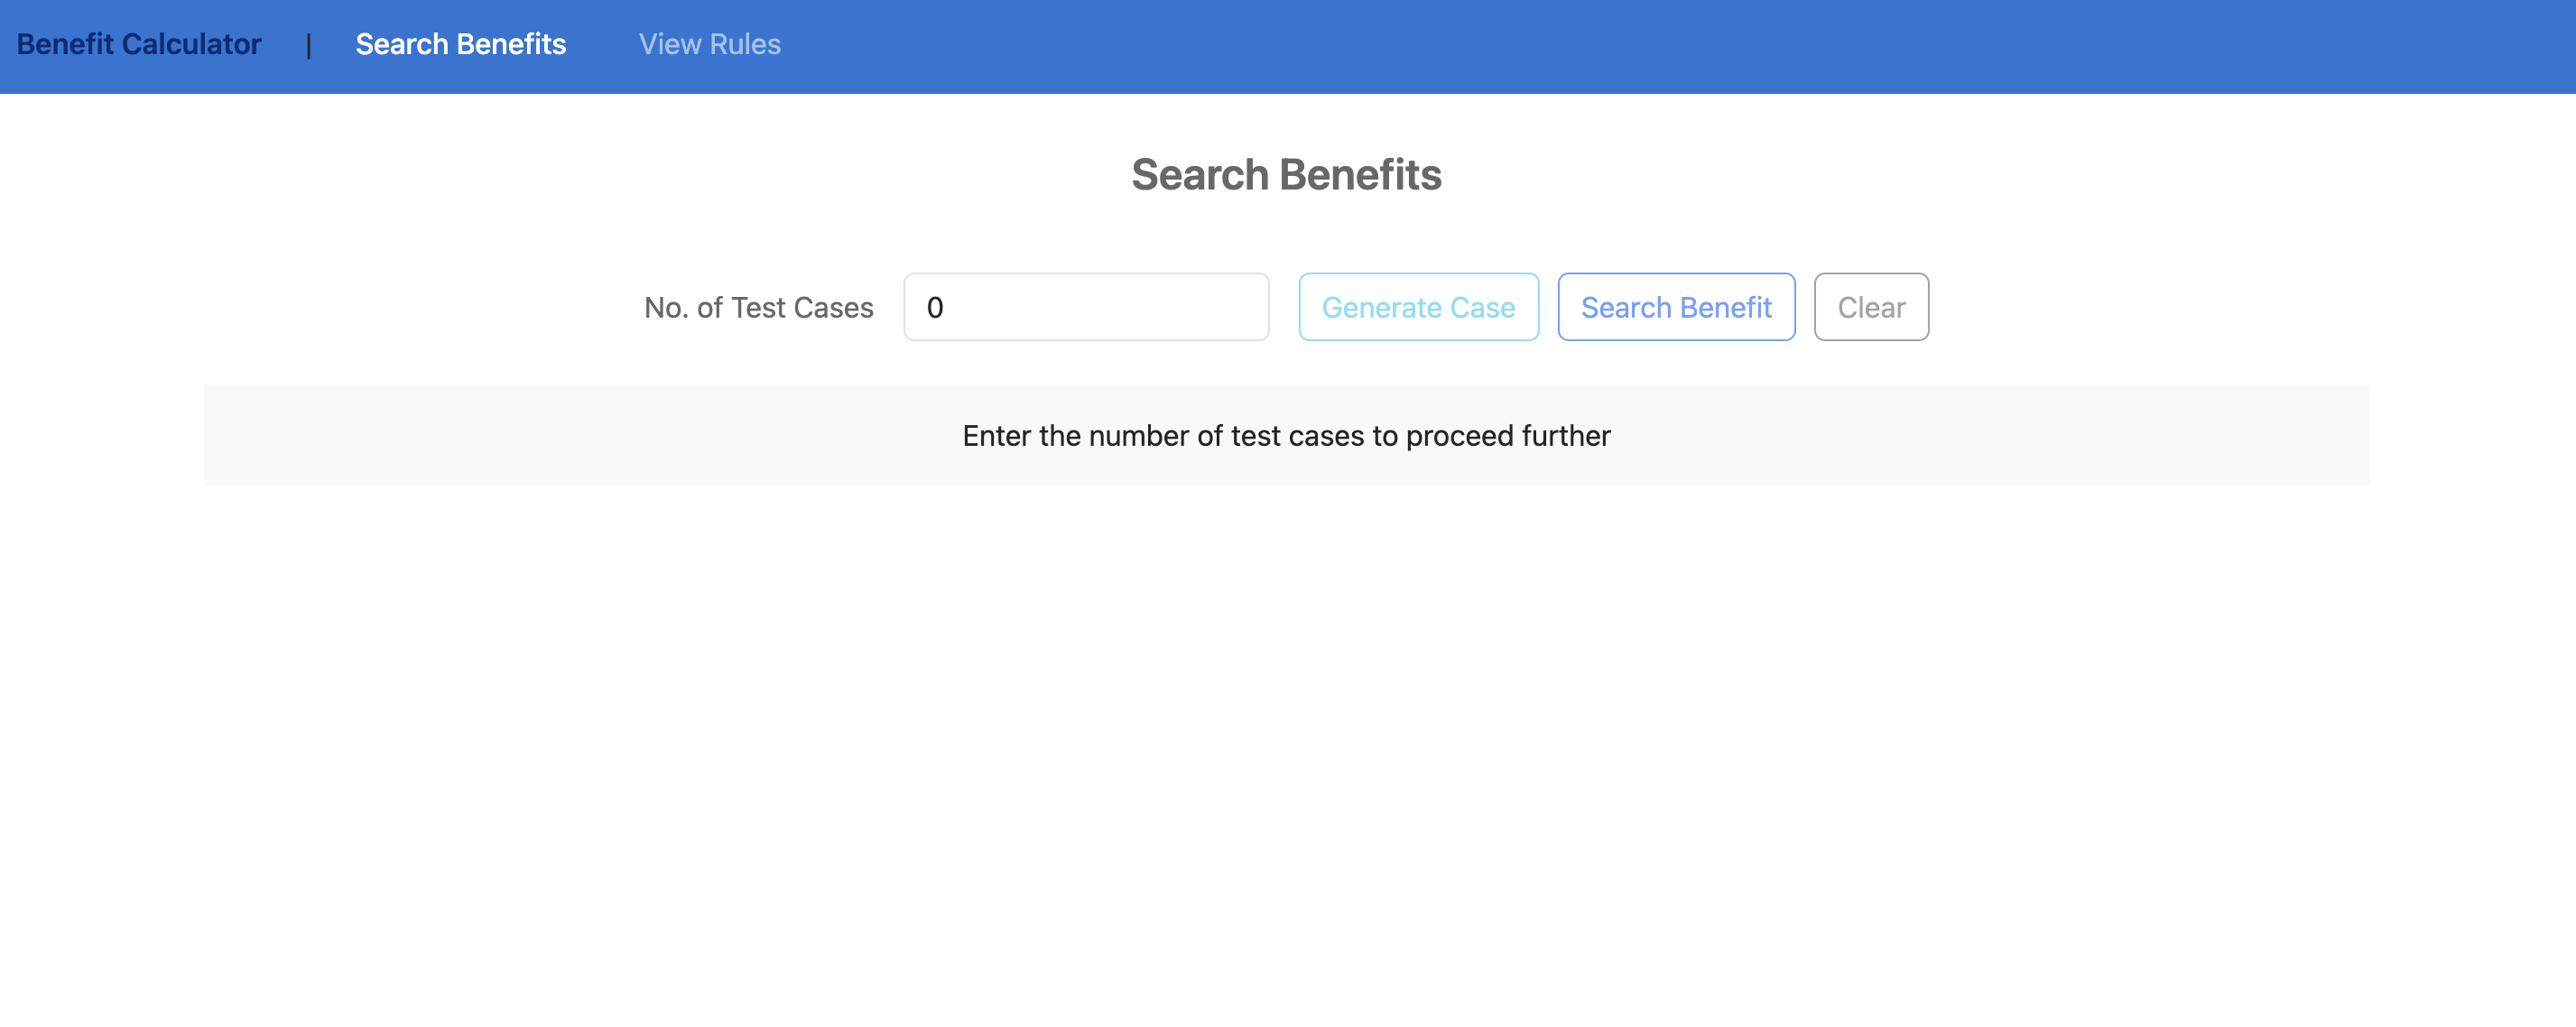 Benefit Calculator | Search Benefits View Rules
Search Benefits
No. of Test Cases 0 Generate Case Search Benefit Clear
Enter the number of test cases to proceed further